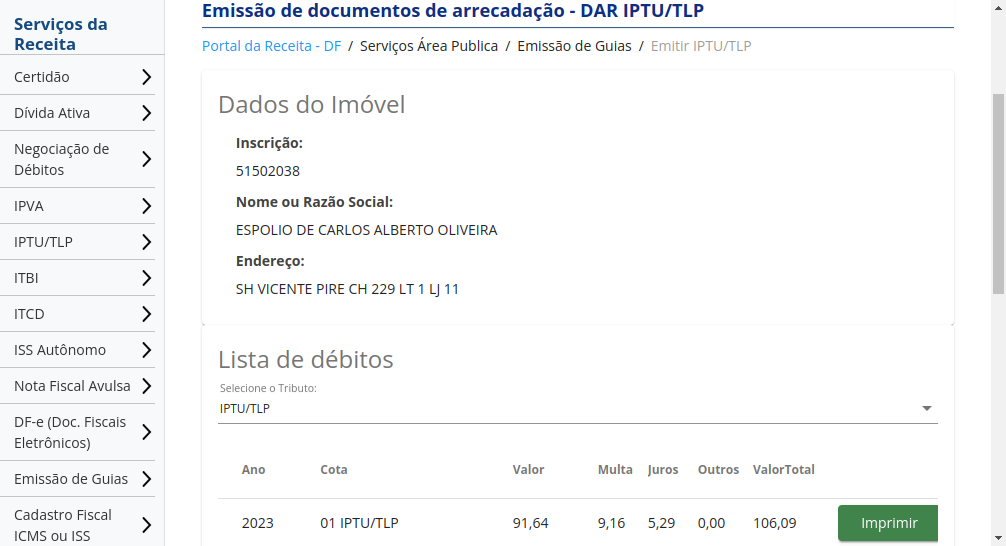 Serviços da
Receita
Certidão
Dívida Ativa
Negociação de
Débitos
IPVA
IPTU/TLP
ITBI
ITCD
ISS Autônomo
Nota Fiscal Avulsa
DF-e (Doc. Fiscais
Eletrônicos)
Emissão de Guias
Cadastro Fiscal
ICMS ou ISS
Emissão de documentos de arrecadação - DAR IPTU/TLP
Portal da Receita - DF / Serviços Área Publica / Emissão de Guias / Emitir IPTU/TLP
Dados do Imóvel
Inscrição:
51502038
Nome ou Razão Social:
ESPOLIO DE CARLOS ALBERTO OLIVEIRA
Endereço:
SH VICENTE PIRE CH 229 LT 1 LJ 11
Lista de débitos
Selecione o Tributo:
IPTU/TLP
Ano Cota Valor Multa Juros Outros ValorTotal
2023 01 IPTU/TLP 91,64 9,16 5,29 0,00 106,09 Imprimir